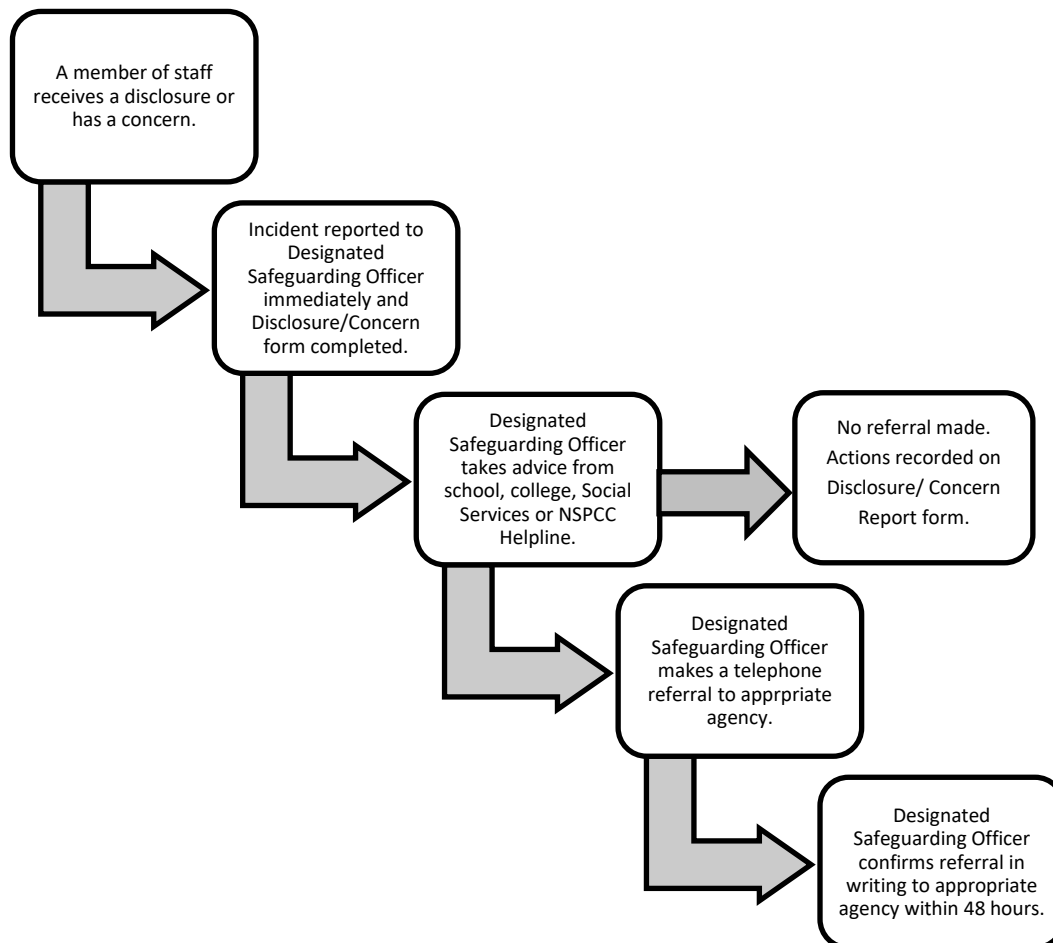 A member of staff
receives a disclosure or
has a concern.
Incident reported to
Designated
Safeguarding Officer
immediately and
Disclosure/Concern
form completed.
Designated
Safeguarding Officer
takes advice from
school, college, Social
Services or NSPCC
Helpline.
No referral made.
Actions recorded on
Disclosure/ Concern
Report form.
Designated
Safeguarding Officer
makes a telephone
referral to apprpriate
agency.
Designated
Safeguarding Officer
confirms referral in
writing to appropriate
agency within 48 hours.